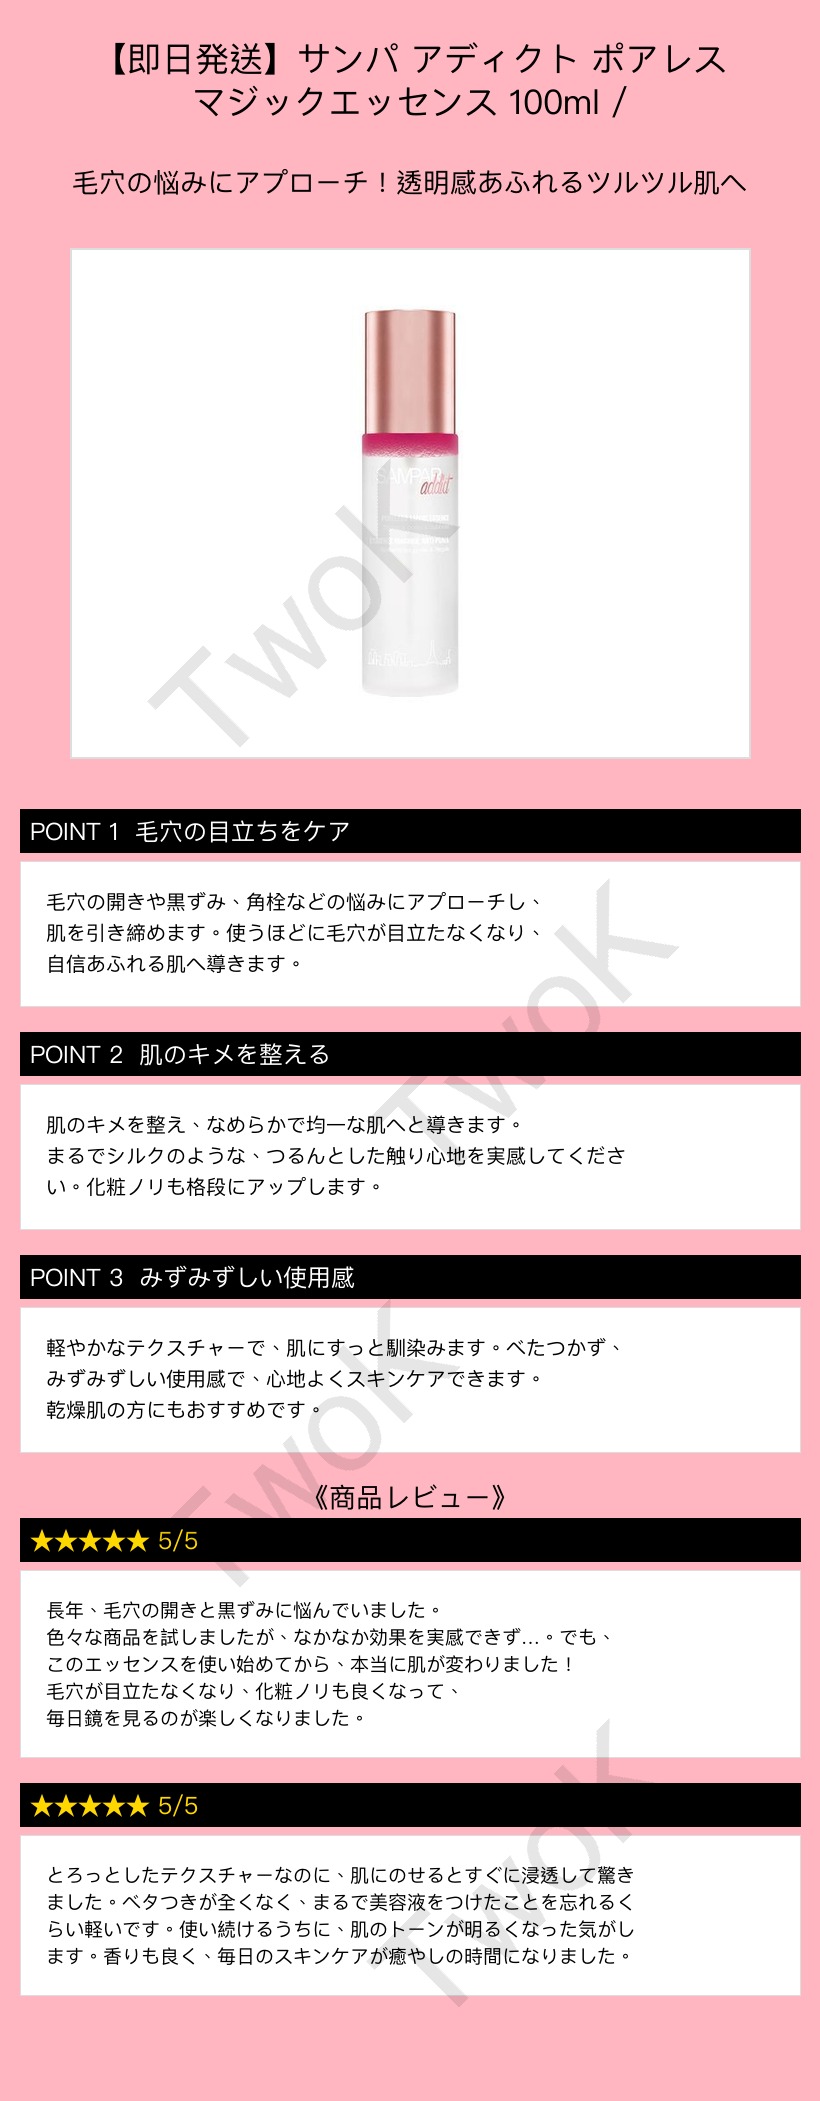 【即日発送】サンパ アディクト ポアレス
マジックエッセンス 100ml /
毛穴の悩みにアプローチ！透明感あふれるツルツル肌へ
SAMPAR
addict
TwoK
POINT 1 毛穴の目立ちをケア
毛穴の開きや黒ずみ、角栓などの悩みにアプローチし、
肌を引き締めます。使うほどに毛穴が目立たなくなり、
自信あふれる肌へ導きます。
TwoK
POINT 2 肌のキメを整える
肌のキメを整え、なめらかで均一な肌へと導きます。
まるでシルクのような、つるんとした触り心地を実感してくださ
い。化粧ノリも格段にアップします。
POINT 3 みずみずしい使用感
軽やかなテクスチャーで、肌にすっと馴染みます。べたつかず、
みずみずしい使用感で、心地よくスキンケアできます。
乾燥肌の方にもおすすめです。
TwoK
《商品レビュー》
★★★★★ 5/5
長年、毛穴の開きと黒ずみに悩んでいました。
色々な商品を試しましたが、なかなか効果を実感できず…。でも、
このエッセンスを使い始めてから、本当に肌が変わりました！
毛穴が目立たなくなり、化粧ノリも良くなって、
毎日鏡を見るのが楽しくなりました。
★★★★★ 5/5
とろっとしたテクスチャーなのに、肌にのせるとすぐに浸透して驚き
ました。ベタつきが全くなく、まるで美容液をつけたことを忘れるく
らい軽いです。使い続けるうちに、肌のトーンが明るくなった気がし
ます。香りも良く、毎日のスキンケアが癒やしの時間になりました。
TwoK